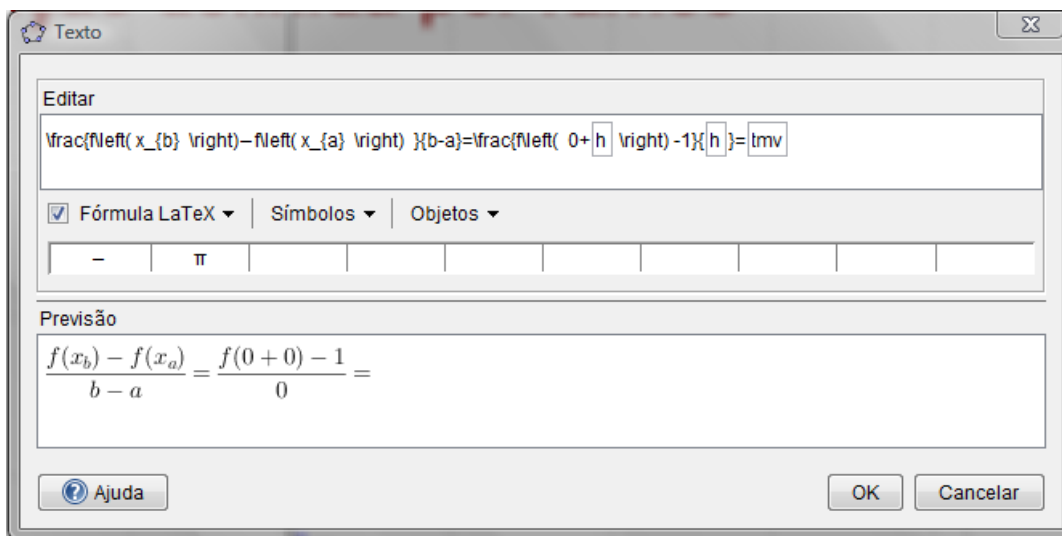 Texto
Editar
\frac{f\left( x_{b} \right)–f\left( x_{a} \right) }{b-a}=\frac{f\left( 0+ h \right) -1}{ h }= tmv
Fórmula LaTeX Símbolos Objetos
– π
Previsão
f(x_b) − f(x_a) / b − a = f(0 + 0) − 1 / 0 =
Ajuda OK Cancelar